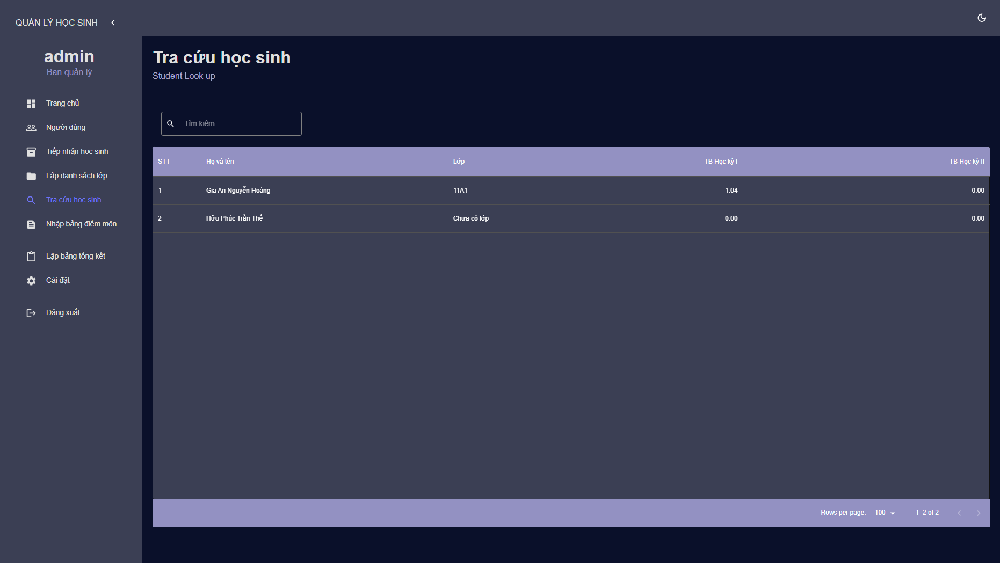 QUẢN LÝ HỌC SINH
admin
Ban quản lý
Trang chủ
Người dùng
Tiếp nhận học sinh
Lập danh sách lớp
Tra cứu học sinh
Nhập bảng điểm môn
Lập bảng tổng kết
Cài đặt
Đăng xuất
Tra cứu học sinh
Student Look up
Tìm kiếm
STT Họ và tên Lớp TB Học kỳ I TB Học kỳ II
1 Gia An Nguyễn Hoàng 11A1 1.04 0.00
2 Hữu Phúc Trần Thế Chưa có lớp 0.00 0.00
Rows per page: 100 1–2 of 2